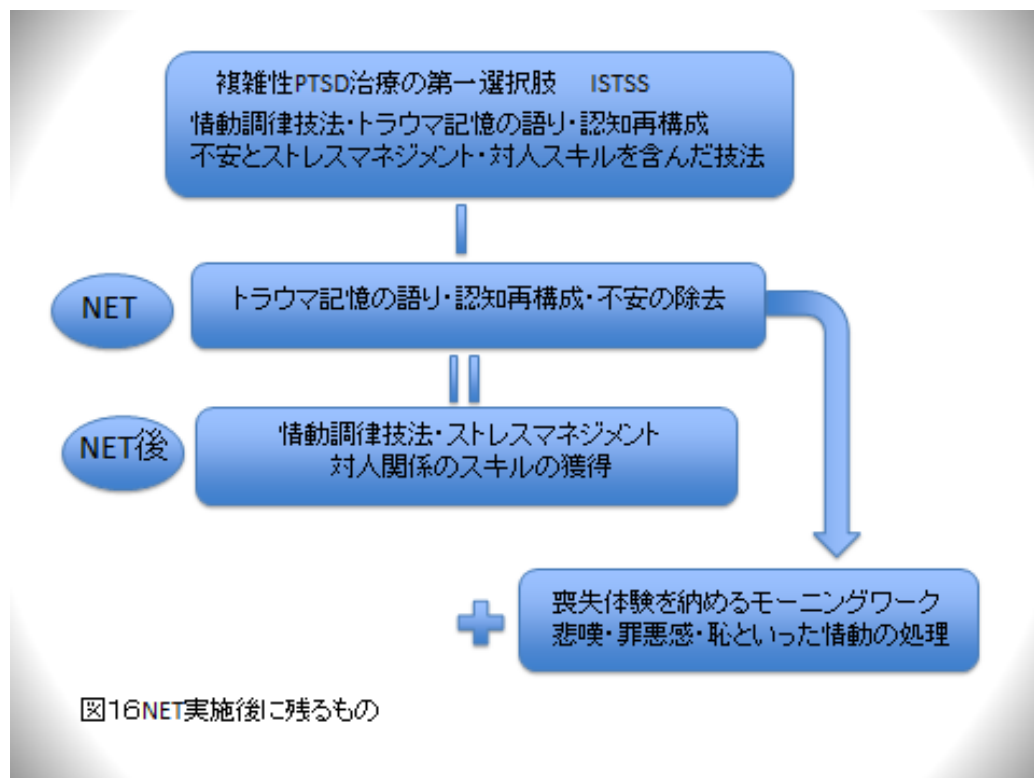 複雑性PTSD治療の第一選択肢 ISTSS
情動調律技法・トラウマ記憶の語り・認知再構成
不安とストレスマネジメント・対人スキルを含んだ技法
NET
トラウマ記憶の語り・認知再構成・不安の除去
NET後
情動調律技法・ストレスマネジメント
対人関係のスキルの獲得
喪失体験を納めるモーニングワーク
悲嘆・罪悪感・恥といった情動の処理
図16NET実施後に残るもの